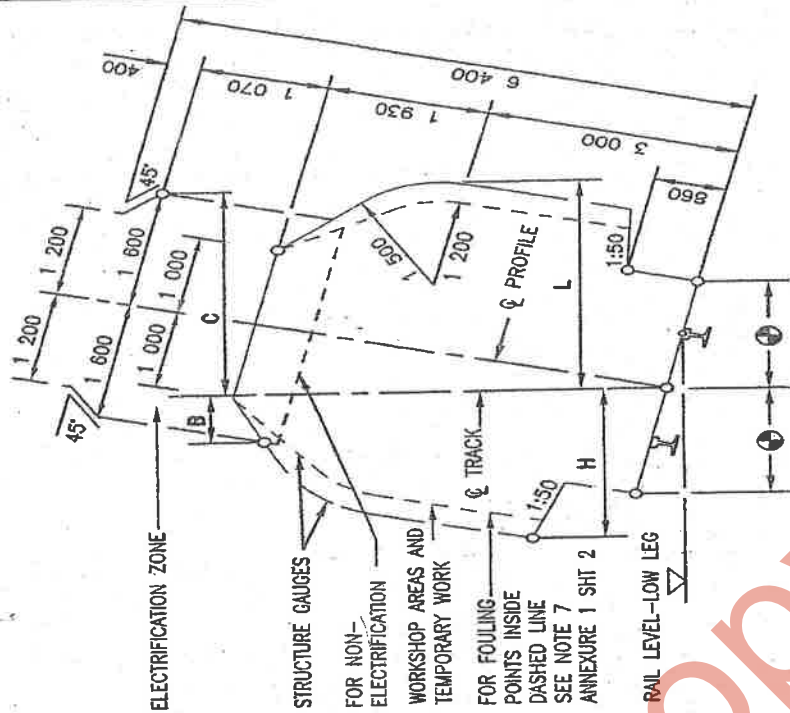 400
1 070
1 930
6 400
3 000
860
45°
1 200
1 200
1 600
1 600
1 000
1 000
45°
C
B
1 500
1 200
1:50
℄ PROFILE
L
℄ TRACK
H
1:50
ELECTRIFICATION ZONE
STRUCTURE GAUGES
FOR NON-
ELECTRIFICATION
WORKSHOP AREAS AND
TEMPORARY WORK
FOR FOULING
POINTS INSIDE
DASHED LINE
SEE NOTE 7
ANNEXURE 1 SHT 2
RAIL LEVEL-LOW LEG